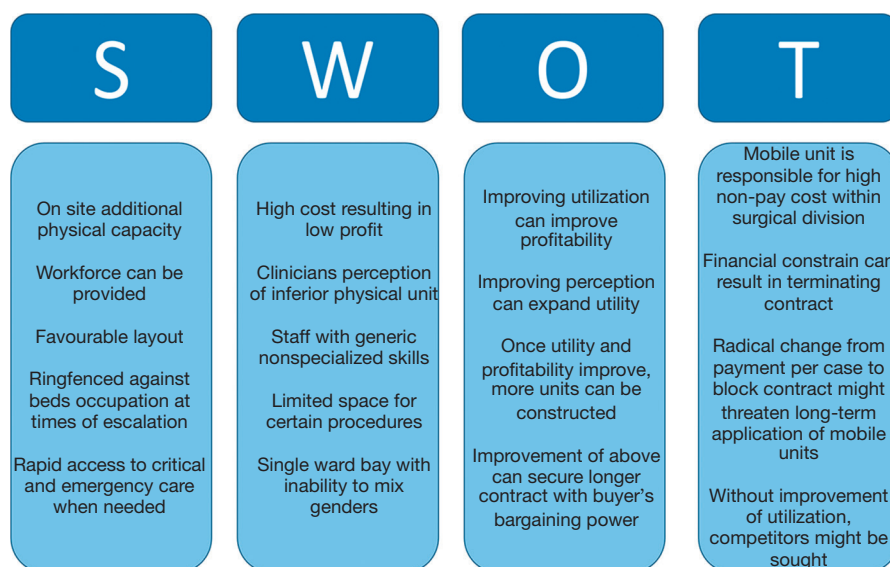 S
W
O
T
On site additional
physical capacity
Workforce can be
provided
Favourable layout
Ringfenced against
beds occupation at
times of escalation
Rapid access to critical
and emergency care
when needed
High cost resulting in
low profit
Clinicians perception
of inferior physical unit
Staff with generic
nonspecialized skills
Limited space for
certain procedures
Single ward bay with
inability to mix
genders
Improving utilization
can improve
profitability
Improving perception
can expand utility
Once utility and
profitability improve,
more units can be
constructed
Improvement of above
can secure longer
contract with buyer’s
bargaining power
Mobile unit is
responsible for high
non-pay cost within
surgical division
Financial constrain can
result in terminating
contract
Radical change from
payment per case to
block contract might
threaten long-term
application of mobile
units
Without improvement
of utilization,
competitors might be
sought